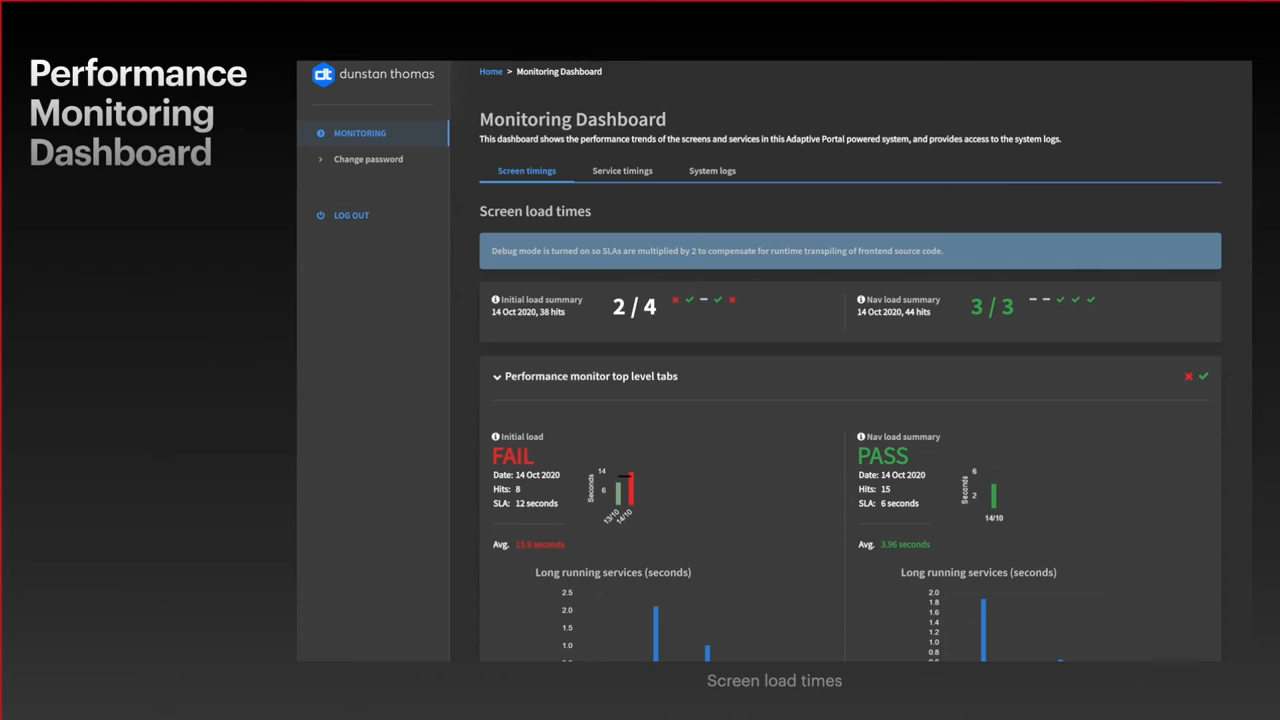 Performance
Monitoring
Dashboard
dt dunstan thomas
MONITORING
Change password
LOG OUT
Home > Monitoring Dashboard
Monitoring Dashboard
This dashboard shows the performance trends of the screens and services in this Adaptive Portal powered system, and provides access to the system logs.
Screen timings Service timings System logs
Screen load times
Debug mode is turned on so SLAs are multiplied by 2 to compensate for runtime transpiling of frontend source code.
Initial load summary
14 Oct 2020, 38 hits
2 / 4
Nav load summary
14 Oct 2020, 44 hits
3 / 3
Performance monitor top level tabs
Initial load
FAIL
Date: 14 Oct 2020
Hits: 8
SLA: 12 seconds
Seconds
14
6
13/10
14/10
Avg. 13.9 seconds
Long running services (seconds)
2.5
2.0
1.5
1.0
Nav load summary
PASS
Date: 14 Oct 2020
Hits: 15
SLA: 6 seconds
Seconds
6
2
14/10
Avg. 3.96 seconds
Long running services (seconds)
2.0
1.8
1.6
1.4
1.2
1.0
0.8
Screen load times